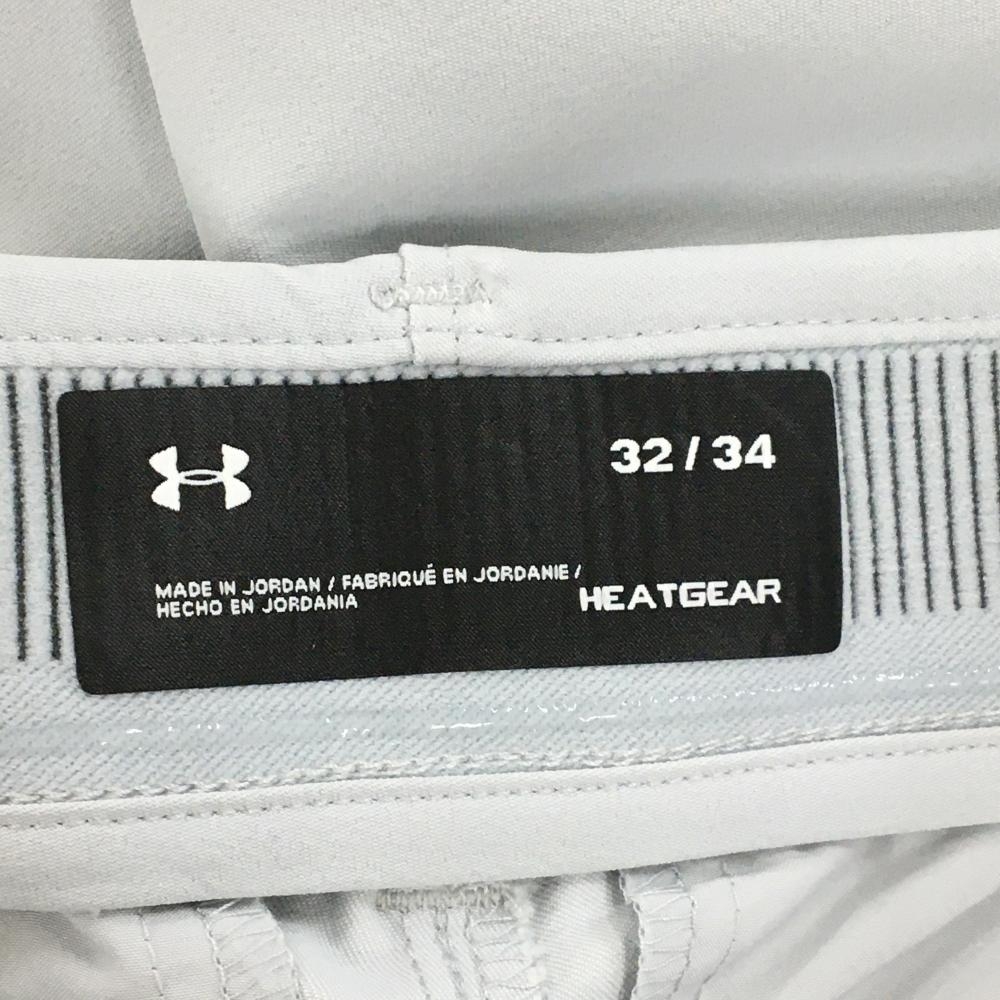 32 / 34
MADE IN JORDAN / FABRIQUÉ EN JORDANIE /
HECHO EN JORDANIA
HEATGEAR